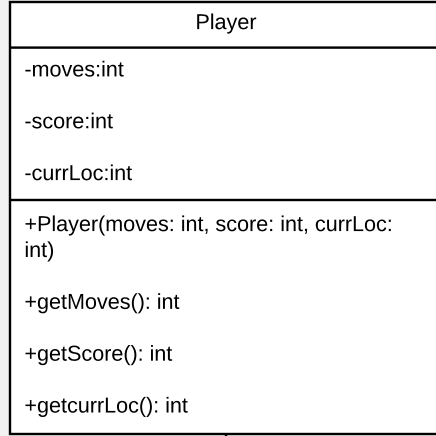 Player
-moves:int
-score:int
-currLoc:int
+Player(moves: int, score: int, currLoc:
int)
+getMoves(): int
+getScore(): int
+getcurrLoc(): int